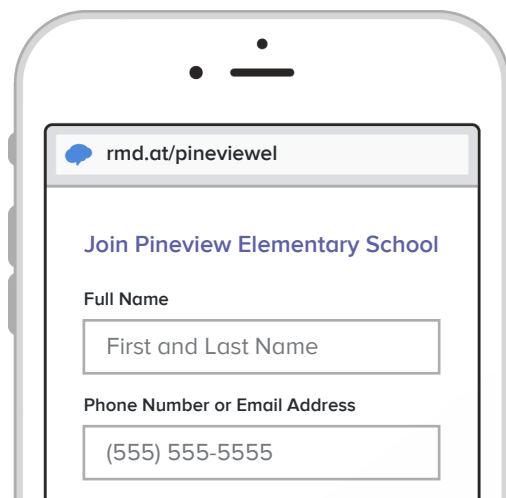 rmd.at/pineviewel
Join Pineview Elementary School
Full Name
First and Last Name
Phone Number or Email Address
(555) 555-5555